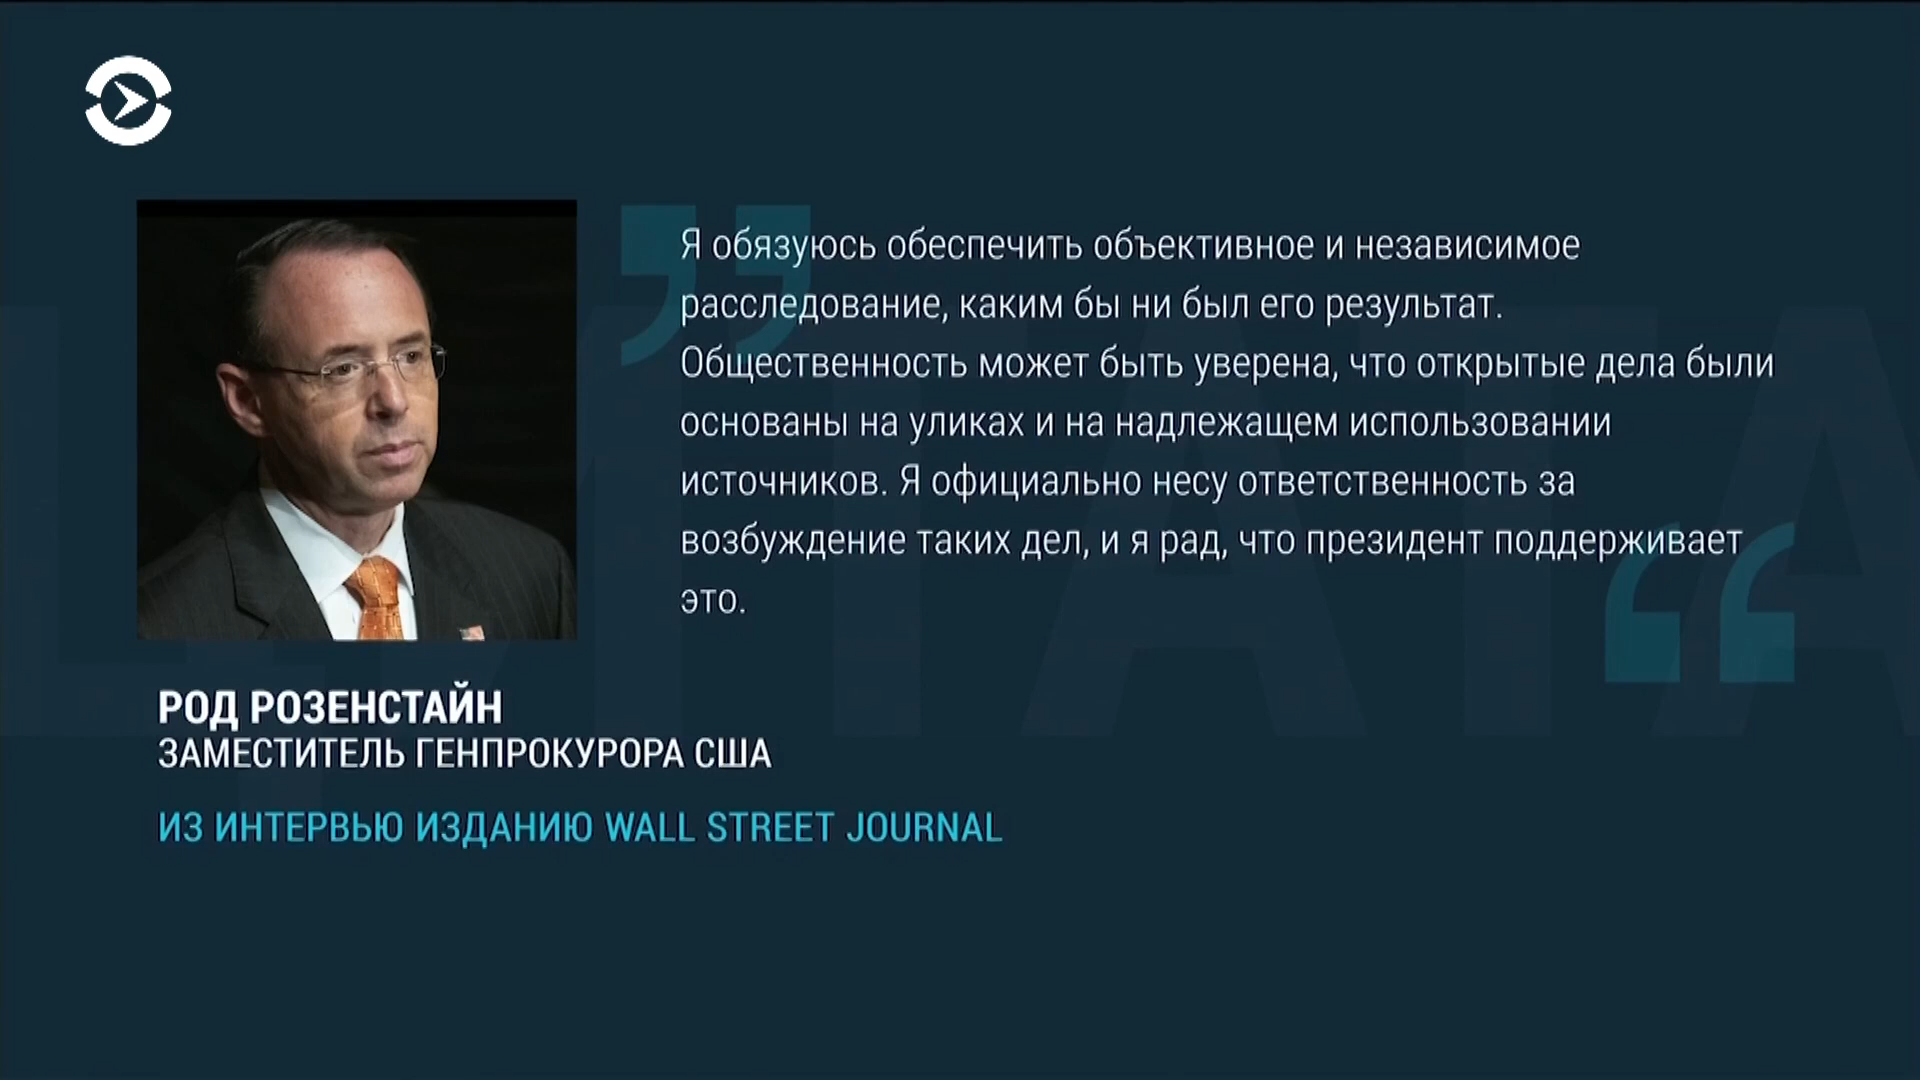 Я обязуюсь обеспечить объективное и независимое
расследование, каким бы ни был его результат.
Общественность может быть уверена, что открытые дела были
основаны на уликах и на надлежащем использовании
источников. Я официально несу ответственность за
возбуждение таких дел, и я рад, что президент поддерживает
это.
РОД РОЗЕНСТАЙН
ЗАМЕСТИТЕЛЬ ГЕНПРОКУРОРА США
ИЗ ИНТЕРВЬЮ ИЗДАНИЮ WALL STREET JOURNAL
ЦИТАТА